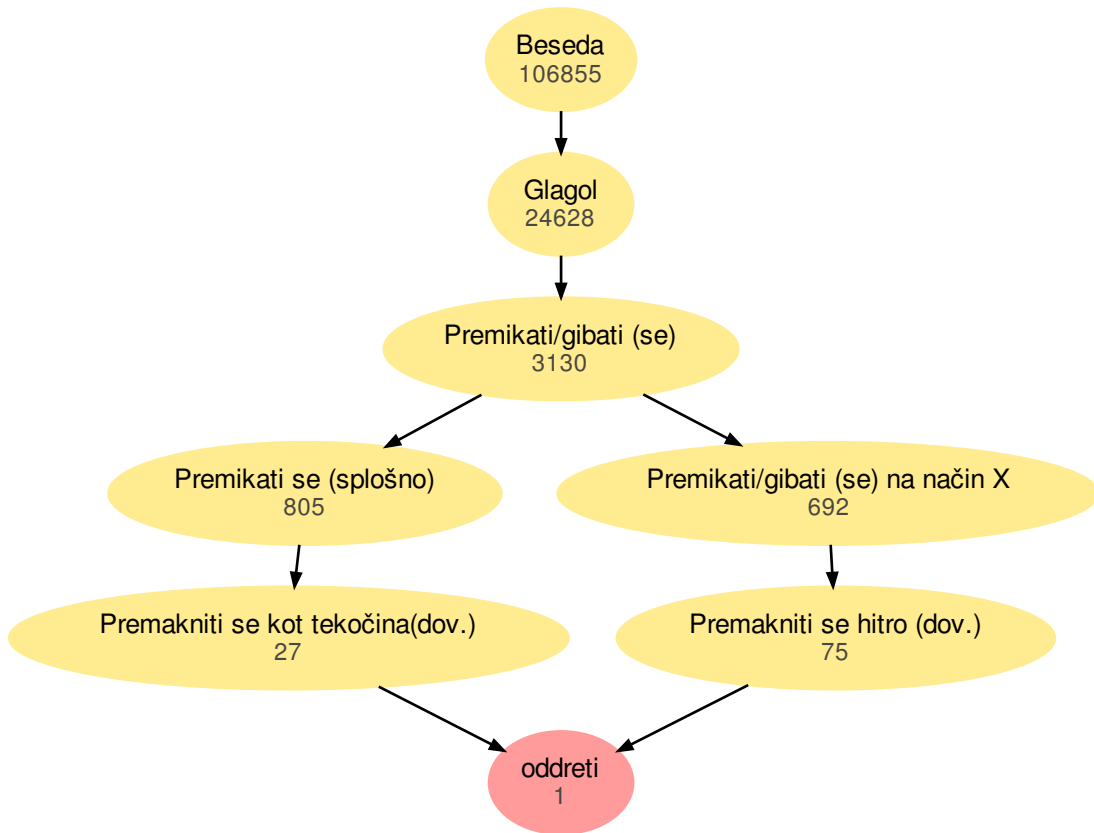 Beseda
106855
Glagol
24628
Premikati/gibati (se)
3130
Premikati se (splošno)
805
Premikati/gibati (se) na način X
692
Premakniti se kot tekočina(dov.)
27
Premakniti se hitro (dov.)
75
oddreti
1